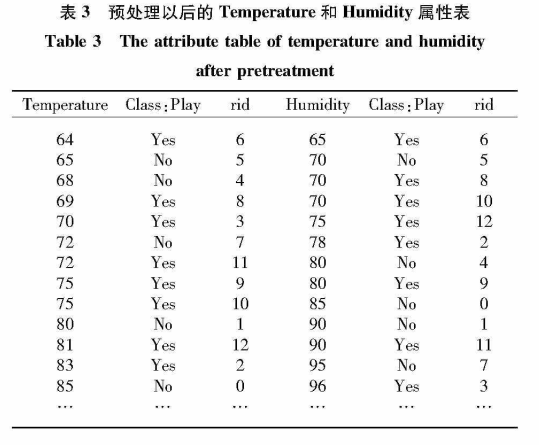 表 3 预处理以后的 Temperature 和 Humidity 属性表
Table 3 The attribute table of temperature and humidity
after pretreatment
Temperature Class:Play rid Humidity Class:Play rid
64 Yes 6 65 Yes 6
65 No 5 70 No 5
68 No 4 70 Yes 8
69 Yes 8 70 Yes 10
70 Yes 3 75 Yes 12
72 No 7 78 Yes 2
72 Yes 11 80 No 4
75 Yes 9 80 Yes 9
75 Yes 10 85 No 0
80 No 1 90 No 1
81 Yes 12 90 Yes 11
83 Yes 2 95 No 7
85 No 0 96 Yes 3
… … … … … …